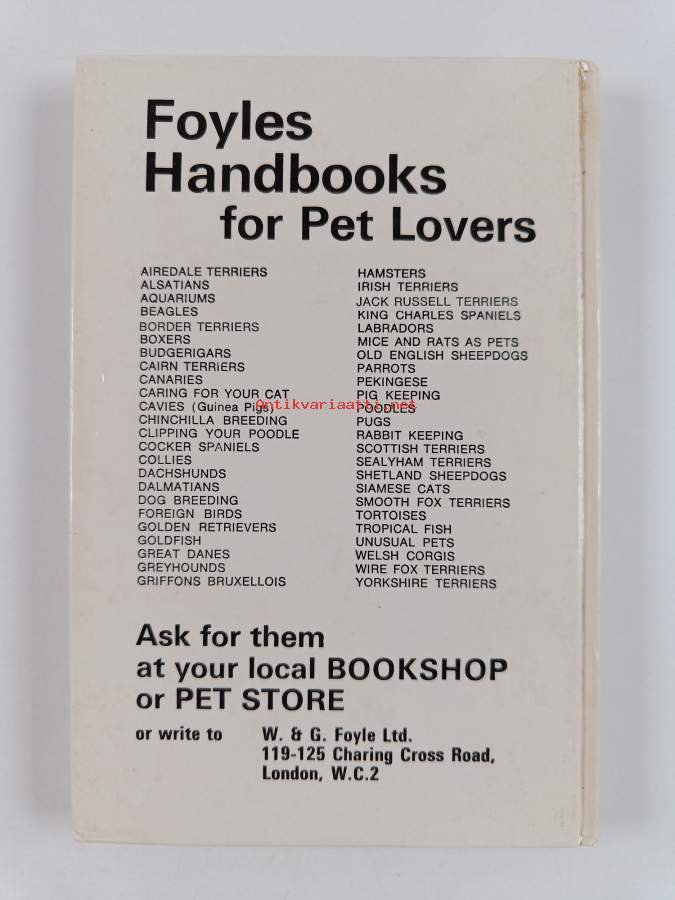 Foyles
Handbooks
for Pet Lovers
AIREDALE TERRIERS
ALSATIANS
AQUARIUMS
BEAGLES
BORDER TERRIERS
BOXERS
BUDGERIGARS
CAIRN TERRIERS
CANARIES
CARING FOR YOUR CAT
CAVIES (Guinea Pigs)
CHINCHILLA BREEDING
CLIPPING YOUR POODLE
COCKER SPANIELS
COLLIES
DACHSHUNDS
DALMATIANS
DOG BREEDING
FOREIGN BIRDS
GOLDEN RETRIEVERS
GOLDFISH
GREAT DANES
GREYHOUNDS
GRIFFONS BRUXELLOIS
HAMSTERS
IRISH TERRIERS
JACK RUSSELL TERRIERS
KING CHARLES SPANIELS
LABRADORS
MICE AND RATS AS PETS
OLD ENGLISH SHEEPDOGS
PARROTS
PEKINGESE
PIG KEEPING
POODLES
PUGS
RABBIT KEEPING
SCOTTISH TERRIERS
SEALYHAM TERRIERS
SHETLAND SHEEPDOGS
SIAMESE CATS
SMOOTH FOX TERRIERS
TORTOISES
TROPICAL FISH
UNUSUAL PETS
WELSH CORGIS
WIRE FOX TERRIERS
YORKSHIRE TERRIERS
Antikvariaatti.net
Ask for them
at your local BOOKSHOP
or PET STORE
or write to W. & G. Foyle Ltd.
119-125 Charing Cross Road,
London, W.C.2